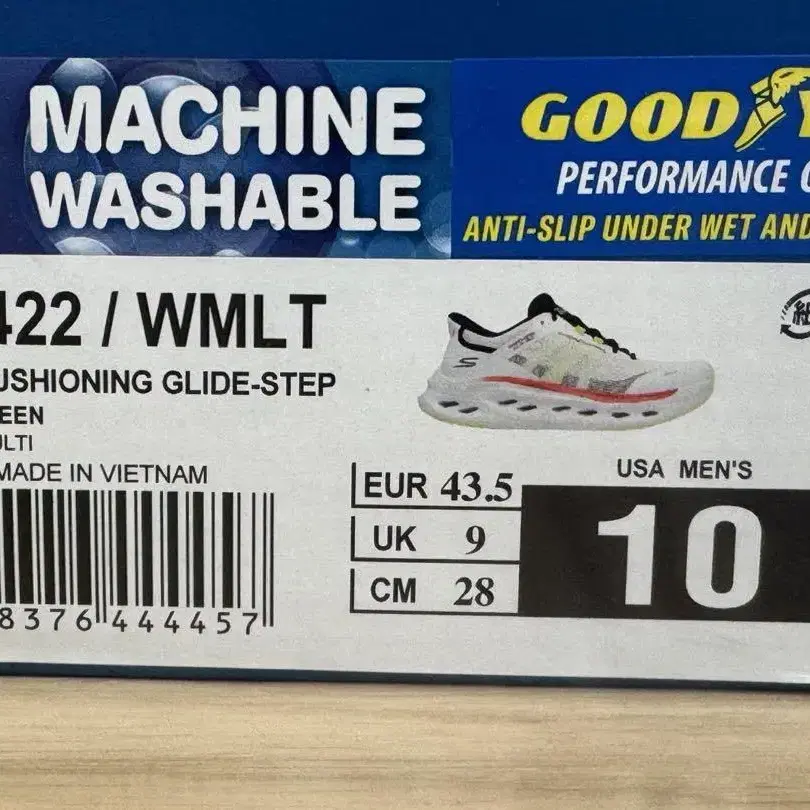 MACHINE
WASHABLE
GOOD
PERFORMANCE
ANTI-SLIP UNDER WET AND
422 / WMLT
USHIONING GLIDE-STEP
EEN
ULTI
MADE IN VIETNAM
8376 444457
EUR 43.5
UK 9
CM 28
USA MEN'S
10